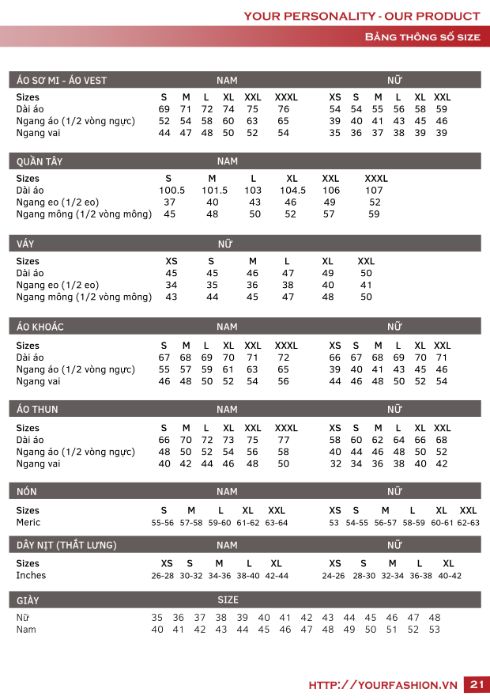 YOUR PERSONALITY - OUR PRODUCT
BẢNG THÔNG SỐ SIZE
ÁO SƠ MI - ÁO VEST NAM NỮ
Sizes S M L XL XXL XXXL XS S M L XL XXL
Dài áo 69 71 72 74 75 76 54 54 55 56 58 59
Ngang áo (1/2 vòng ngực) 52 54 58 60 63 65 39 40 41 43 45 46
Ngang vai 44 47 48 50 52 54 35 36 37 38 39 39
QUẦN TÂY NAM
Sizes S M L XL XXL XXXL
Dài áo 100.5 101.5 103 104.5 106 107
Ngang eo (1/2 eo) 37 40 43 46 49 52
Ngang mông (1/2 vòng mông) 45 48 50 52 57 59
VÁY NỮ
Sizes XS S M L XL XXL
Dài áo 45 45 46 47 49 50
Ngang eo (1/2 eo) 34 35 36 38 40 41
Ngang mông (1/2 vòng mông) 43 44 45 47 48 50
ÁO KHOÁC NAM NỮ
Sizes S M L XL XXL XXXL XS S M L XL XXL
Dài áo 67 68 69 70 71 72 66 67 68 69 70 71
Ngang áo (1/2 vòng ngực) 55 57 59 61 63 65 39 40 41 43 45 46
Ngang vai 46 48 50 52 54 56 44 46 48 50 52 54
ÁO THUN NAM NỮ
Sizes S M L XL XXL XXXL XS S M L XL XXL
Dài áo 66 70 72 73 75 77 58 60 62 64 66 68
Ngang áo (1/2 vòng ngực) 48 50 52 54 56 58 40 44 46 48 50 52
Ngang vai 40 42 44 46 48 50 32 34 36 38 40 42
NÓN NAM NỮ
Sizes S M L XL XXL XS S M L XL XXL
Meric 55-56 57-58 59-60 61-62 63-64 53 54-55 56-57 58-59 60-61 62-63
DÂY NỊT (THẮT LƯNG) NAM NỮ
Sizes XS S M L XL XS S M L XL
Inches 26-28 30-32 34-36 38-40 42-44 24-26 28-30 32-34 36-38 40-42
GIÀY SIZE
Nữ 35 36 37 38 39 40 41 42 43 44 45 46 47 48
Nam 40 41 42 43 44 45 46 47 48 49 50 51 52 53
HTTP://YOURFASHION.VN 21